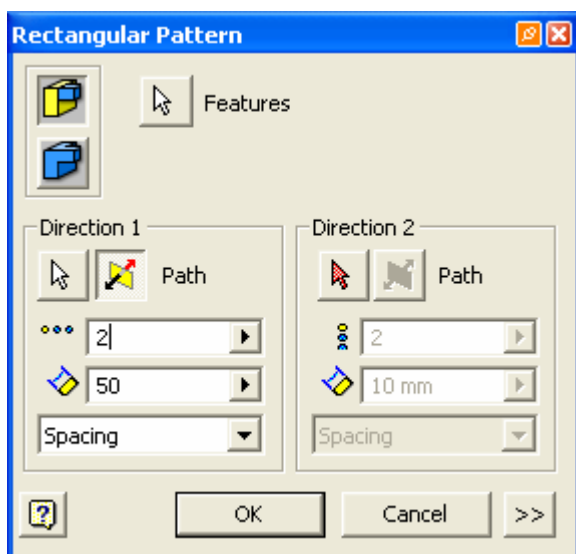 Rectangular Pattern
Features
Direction 1
Path
2
50
Spacing
Direction 2
Path
2
10 mm
Spacing
?
OK
Cancel
>>